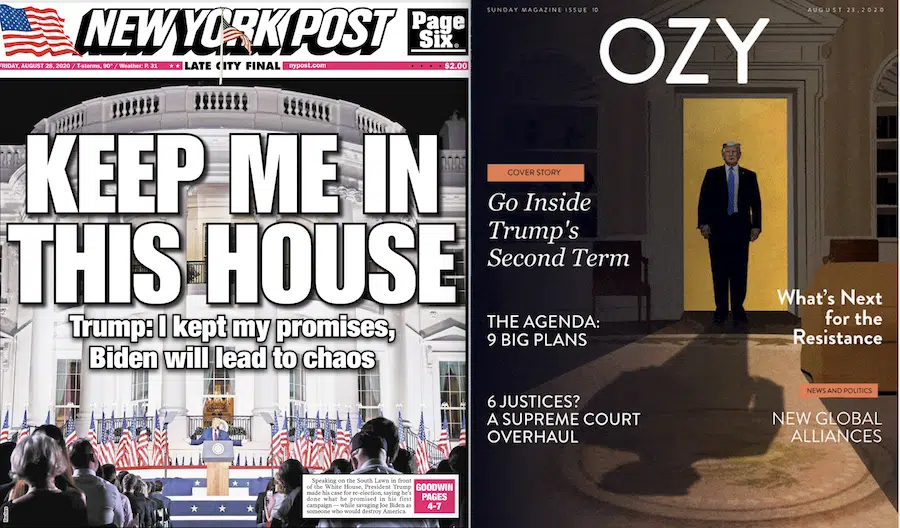 NEW YORK POST
Page
Six
FRIDAY, AUGUST 28, 2020 / T-storms, 90° / Weather: P. 31
LATE CITY FINAL
nypost.com
$2.00
KEEP ME IN
THIS HOUSE
Trump: I kept my promises,
Biden will lead to chaos
Speaking on the South Lawn in front
of the White House, President Trump
made his case for re-election, saying he's
done what he promised in his first
campaign — while savaging Joe Biden as
someone who would destroy America.
GOODWIN
PAGES
4-7
SUNDAY MAGAZINE ISSUE 10
AUGUST 23, 2020
OZY
COVER STORY
Go Inside
Trump's
Second Term
THE AGENDA:
9 BIG PLANS
6 JUSTICES?
A SUPREME COURT
OVERHAUL
What's Next
for the
Resistance
NEWS AND POLITICS
NEW GLOBAL
ALLIANCES